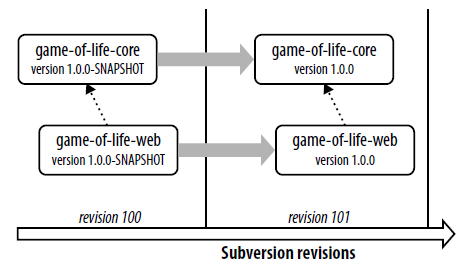 game-of-life-core
version 1.0.0-SNAPSHOT
game-of-life-core
version 1.0.0
game-of-life-web
version 1.0.0-SNAPSHOT
game-of-life-web
version 1.0.0
revision 100
revision 101
Subversion revisions